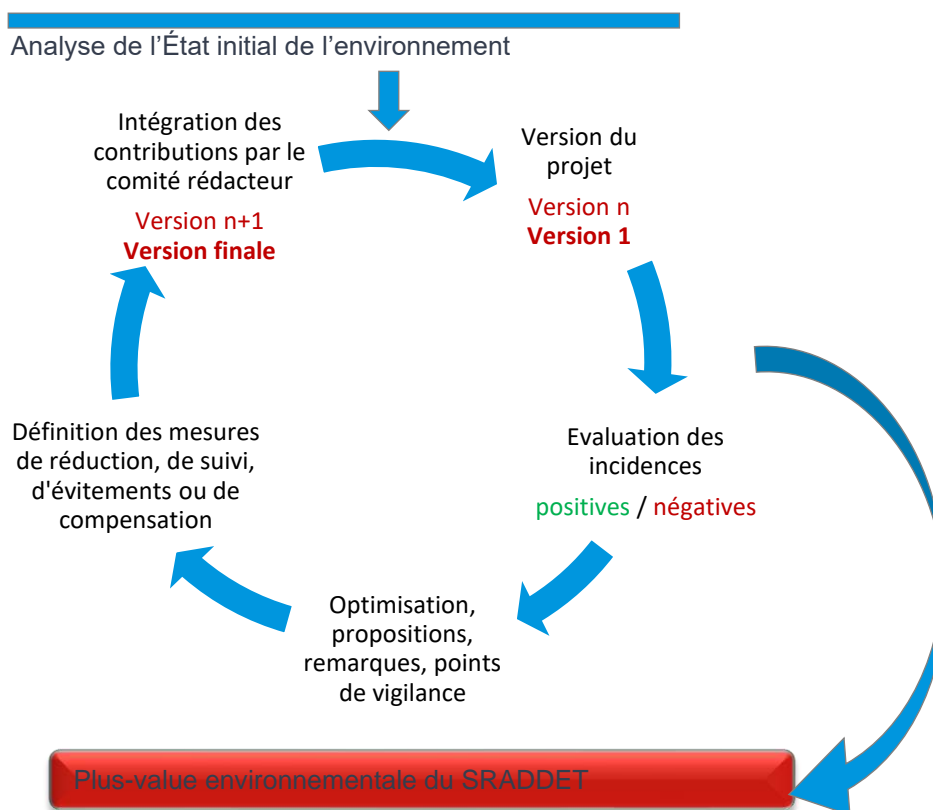 Analyse de l’État initial de l’environnement
Intégration des
contributions par le
comité rédacteur
Version n+1
Version finale
Version du
projet
Version n
Version 1
Evaluation des
incidences
positives / négatives
Optimisation,
propositions,
remarques, points
de vigilance
Définition des mesures
de réduction, de suivi,
d'évitements ou de
compensation
Plus-value environnementale du SRADDET